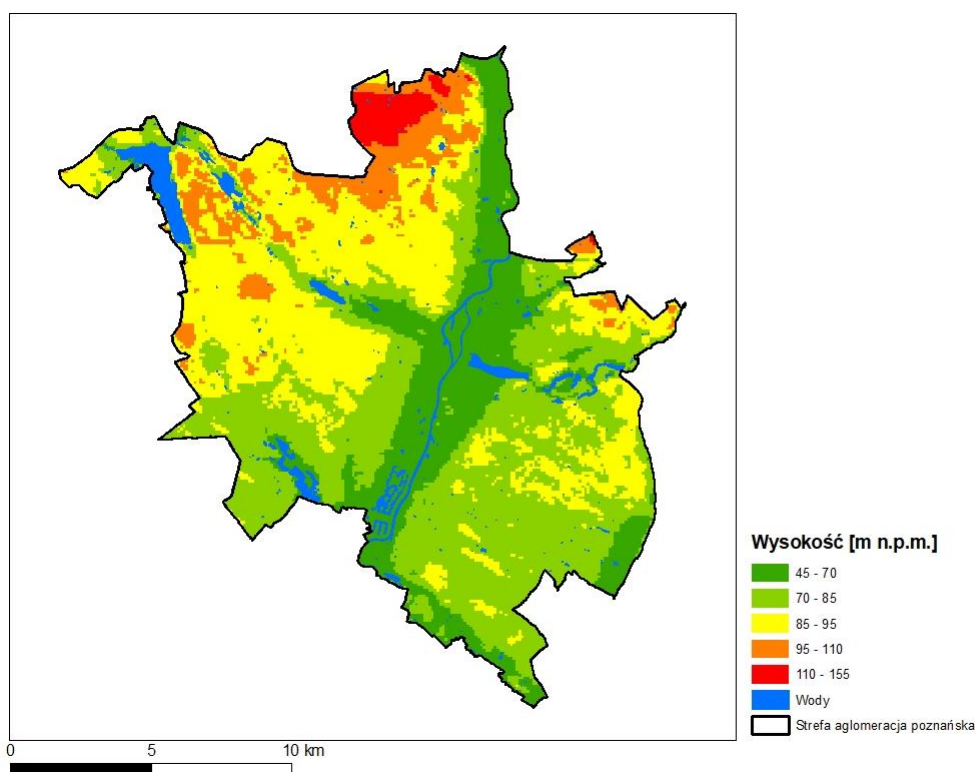 Wysokość [m n.p.m.]
45 - 70
70 - 85
85 - 95
95 - 110
110 - 155
Wody
Strefa aglomeracja poznańska
0 5 10 km